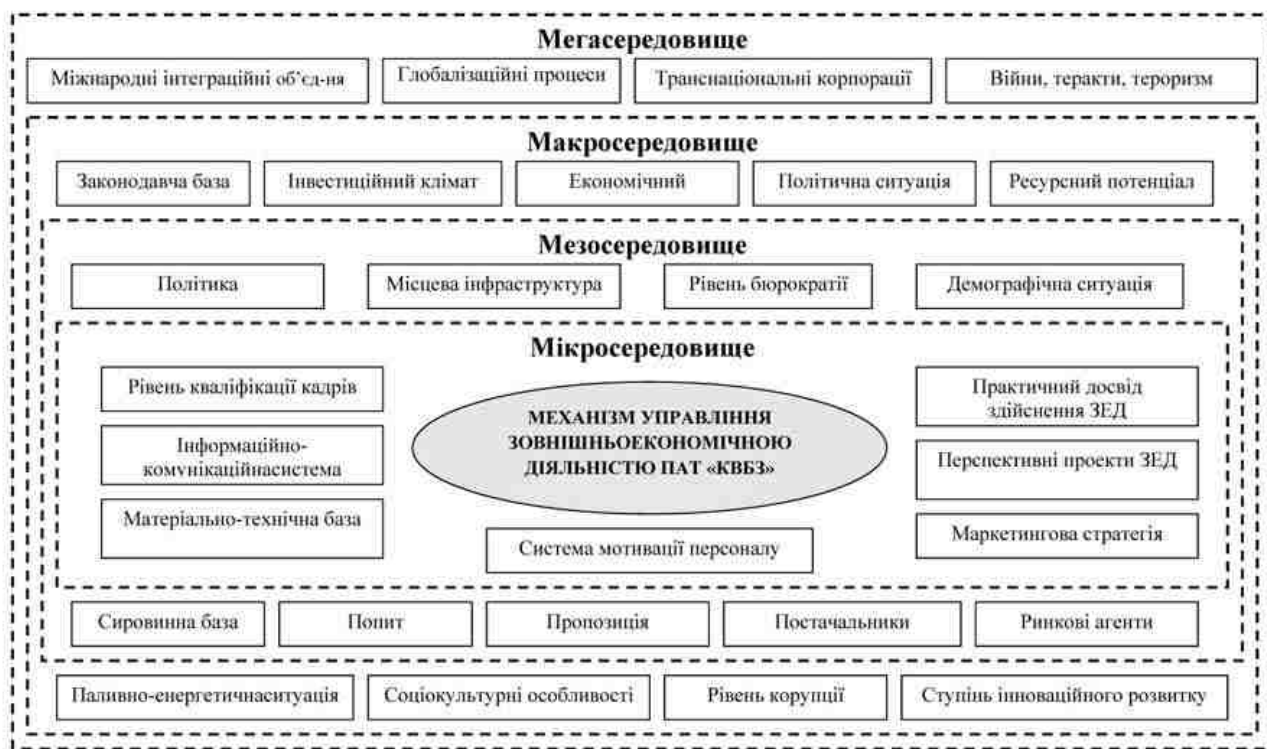 Мегасередовище
Міжнародні інтеграційні об’єд-ня
Глобалізаційні процеси
Транснаціональні корпорації
Війни, теракти, тероризм
Макросередовище
Законодавча база
Інвестиційний клімат
Економічний
Політична ситуація
Ресурсний потенціал
Мезосередовище
Політика
Місцева інфраструктура
Рівень бюрократії
Демографічна ситуація
Мікросередовище
Рівень кваліфікації кадрів
Інформаційно-
комунікаційнасистема
Матеріально-технічна база
МЕХАНІЗМ УПРАВЛІННЯ
ЗОВНІШНЬОЕКОНОМІЧНОЮ
ДІЯЛЬНІСТЮ ПАТ «КВБЗ»
Система мотивації персоналу
Практичний досвід
здійснення ЗЕД
Перспективні проекти ЗЕД
Маркетингова стратегія
Сировинна база
Попит
Пропозиція
Постачальники
Ринкові агенти
Паливно-енергетичнаситуація
Соціокультурні особливості
Рівень корупції
Ступінь інноваційного розвитку